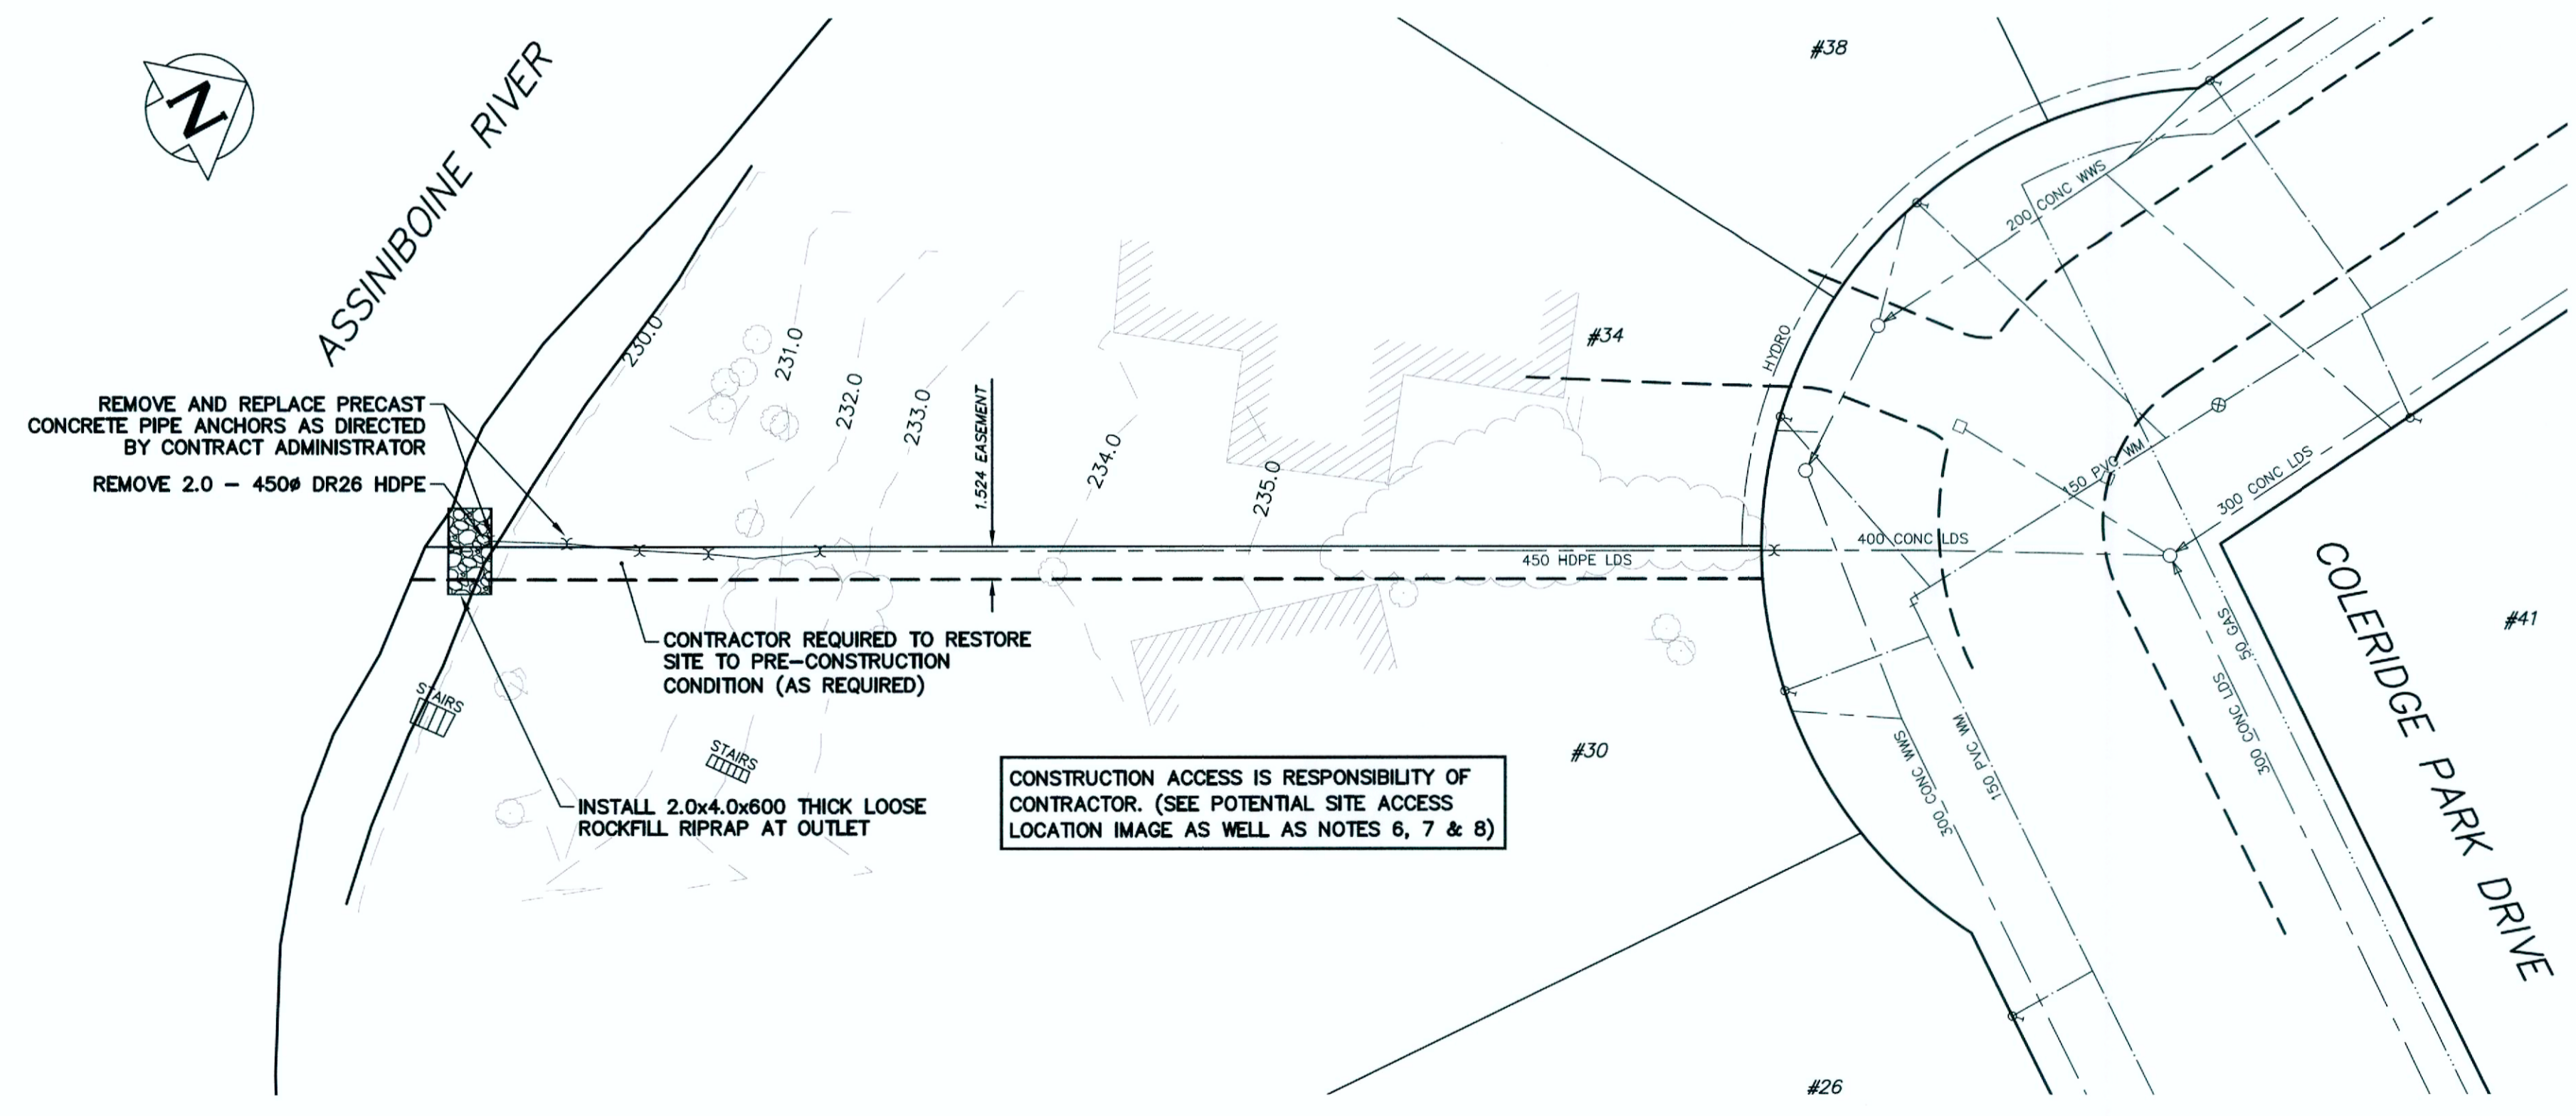 N
ASSINIBOINE RIVER
REMOVE AND REPLACE PRECAST
CONCRETE PIPE ANCHORS AS DIRECTED
BY CONTRACT ADMINISTRATOR
REMOVE 2.0 - 450ø DR26 HDPE
230.0
231.0
232.0
233.0
1.524 EASEMENT
234.0
235.0
#38
#34
HYDRO
200 CONC WWS
150 PVC WM
300 CONC LDS
400 CONC LDS
450 HDPE LDS
CONTRACTOR REQUIRED TO RESTORE
SITE TO PRE-CONSTRUCTION
CONDITION (AS REQUIRED)
STAIRS
STAIRS
INSTALL 2.0x4.0x600 THICK LOOSE
ROCKFILL RIPRAP AT OUTLET
CONSTRUCTION ACCESS IS RESPONSIBILITY OF
CONTRACTOR. (SEE POTENTIAL SITE ACCESS
LOCATION IMAGE AS WELL AS NOTES 6, 7 & 8)
#30
300 CONC WWS
150 PVC WM
300 CONC LDS
50 GAS
COLERIDGE PARK DRIVE
#41
#26